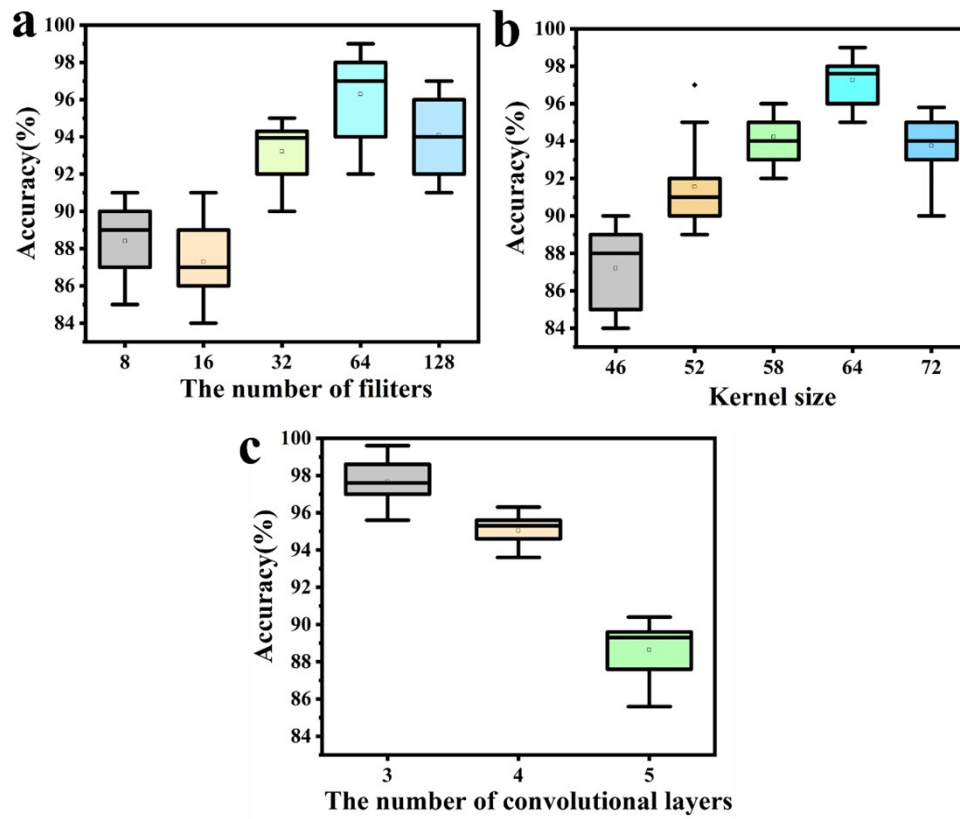 a
100
98
96
94
92
90
88
86
84
Accuracy(%)
8 16 32 64 128
The number of filiters
b
100
98
96
94
92
90
88
86
84
Accuracy(%)
46 52 58 64 72
Kernel size
c
100
98
96
94
92
90
88
86
84
Accuracy(%)
3 4 5
The number of convolutional layers